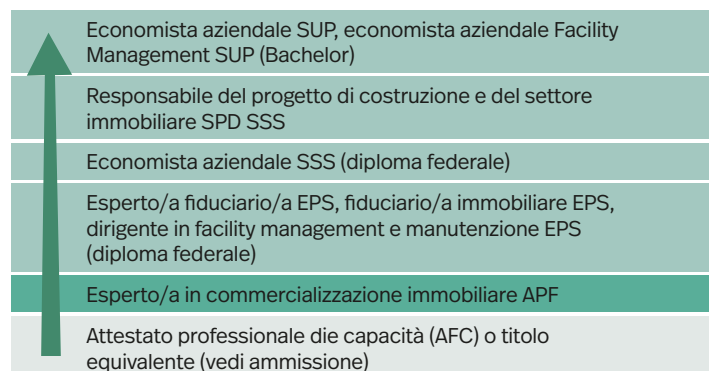 Economista aziendale SUP, economista aziendale Facility
Management SUP (Bachelor)
Responsabile del progetto di costruzione e del settore
immobiliare SPD SSS
Economista aziendale SSS (diploma federale)
Esperto/a fiduciario/a EPS, fiduciario/a immobiliare EPS,
dirigente in facility management e manutenzione EPS
(diploma federale)
Esperto/a in commercializzazione immobiliare APF
Attestato professionale die capacità (AFC) o titolo
equivalente (vedi ammissione)